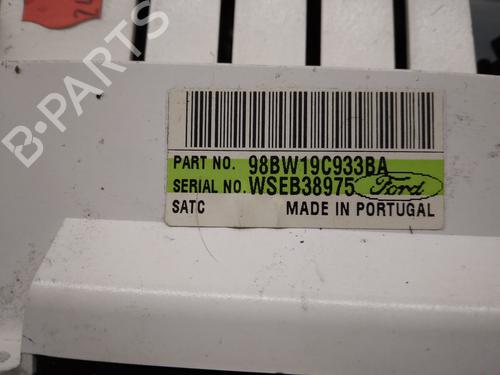 B-PARTS
PART NO. 98BW19C933BA
SERIAL NO. WSEB38975 Ford
SATC MADE IN PORTUGAL